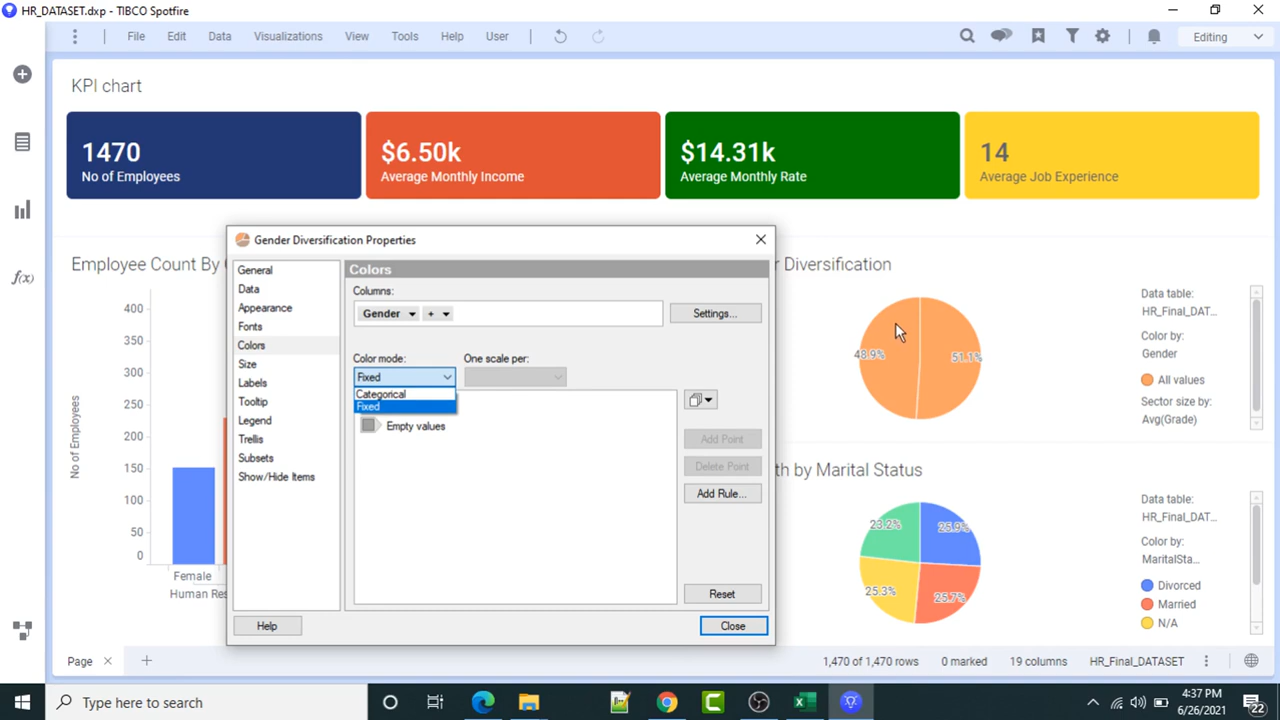 HR_DATASET.dxp - TIBCO Spotfire
File Edit Data Visualizations View Tools Help User Editing
KPI chart
1470
No of Employees
$6.50k
Average Monthly Income
$14.31k
Average Monthly Rate
14
Average Job Experience
Employee Count By G
No of Employees
400
350
300
250
200
150
100
50
0
Female
Human Res
Gender Diversification Properties
General
Data
Appearance
Fonts
Colors
Size
Labels
Tooltip
Legend
Trellis
Subsets
Show/Hide Items
Colors
Columns:
Gender +
Settings...
Color mode:
One scale per:
Fixed
Categorical
Fixed
Empty values
Add Point
Delete Point
Add Rule...
Reset
Help
Close
r Diversification
48.9%
51.1%
Data table:
HR_Final_DAT...
Color by:
Gender
All values
Sector size by:
Avg(Grade)
th by Marital Status
23.2%
25.9%
25.3%
25.7%
Data table:
HR_Final_DAT...
Color by:
MaritalSta...
Divorced
Married
N/A
f(x)
Page
1,470 of 1,470 rows
0 marked
19 columns
HR_Final_DATASET
Type here to search
4:37 PM
6/26/2021
22